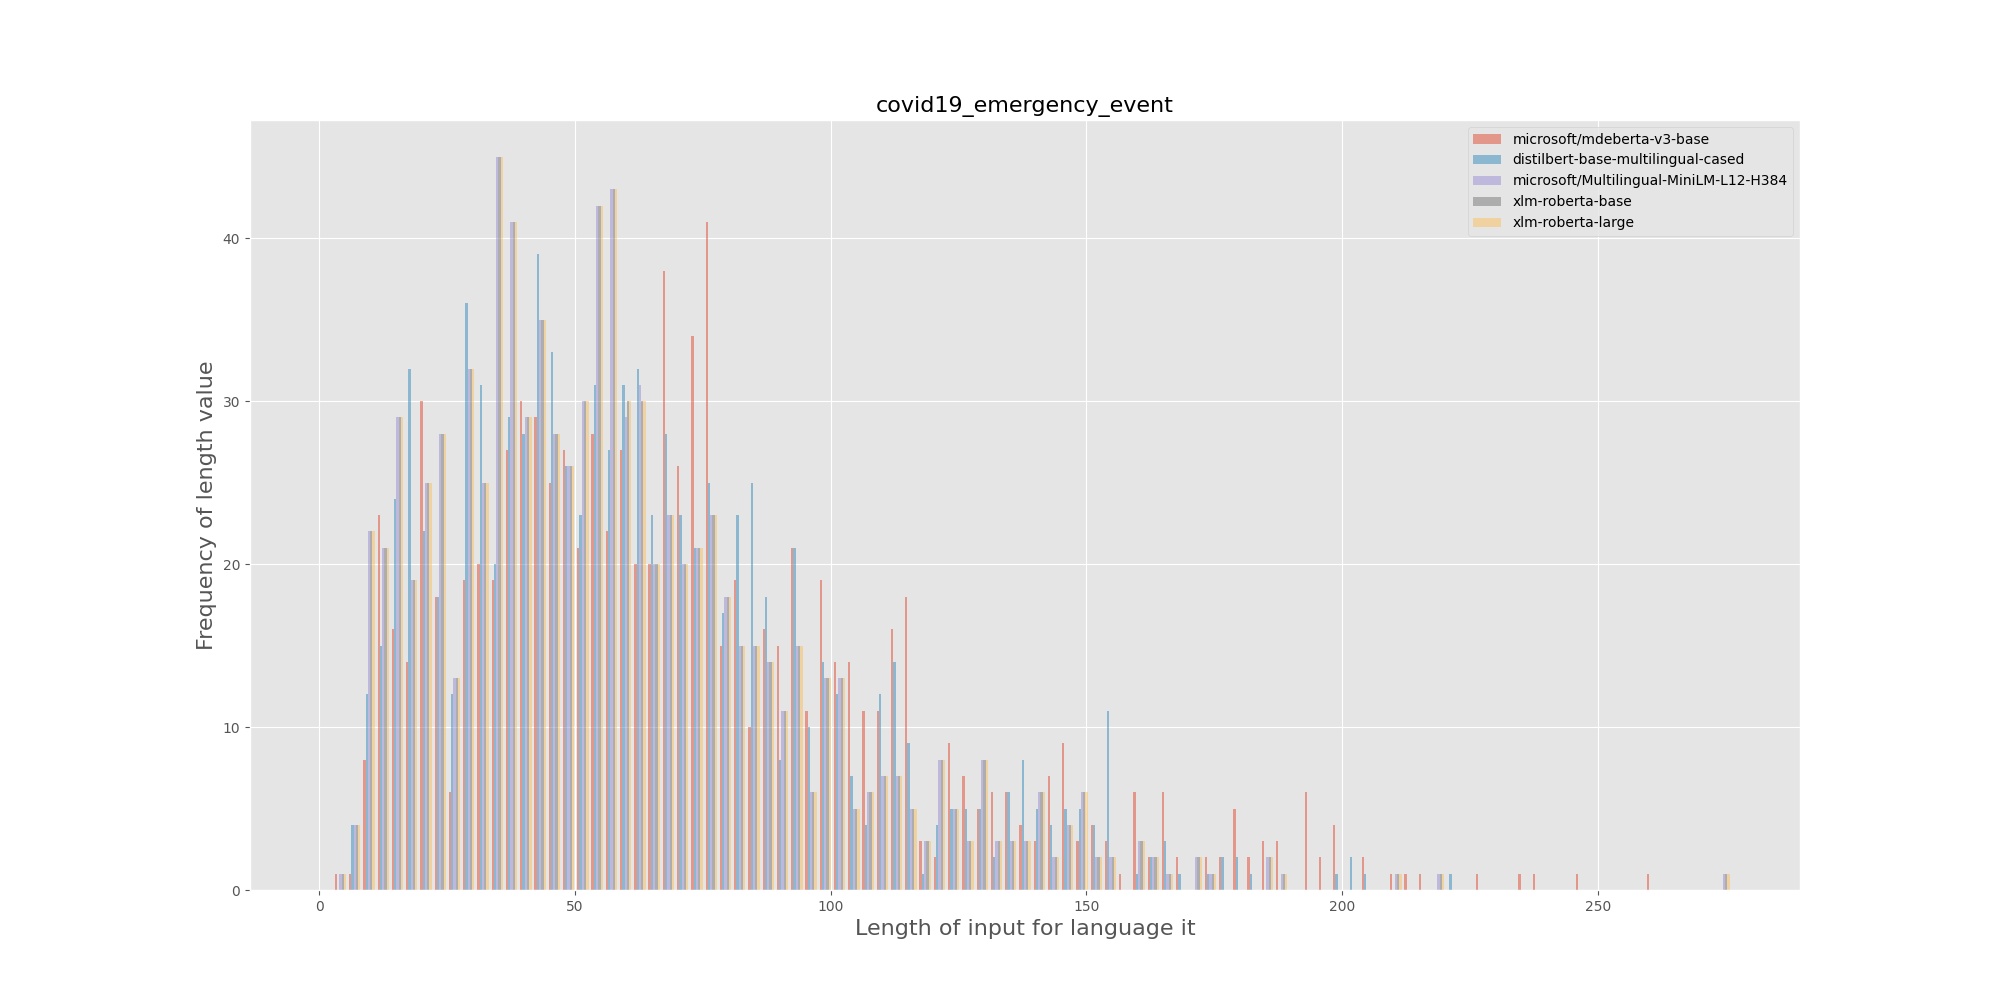 covid19_emergency_event
microsoft/mdeberta-v3-base
distilbert-base-multilingual-cased
microsoft/Multilingual-MiniLM-L12-H384
xlm-roberta-base
xlm-roberta-large
Frequency of length value
40
30
20
10
0
0 50 100 150 200 250
Length of input for language it